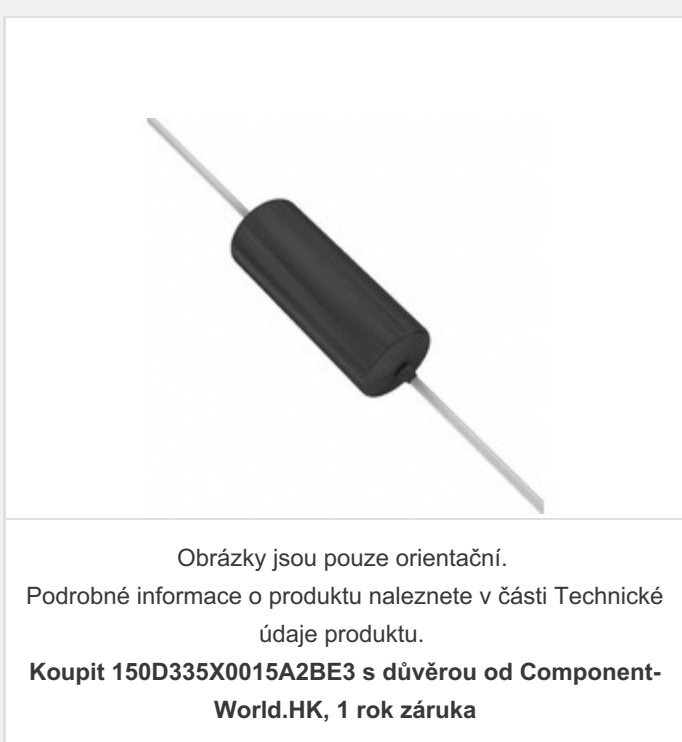 Obrázky jsou pouze orientační.
Podrobné informace o produktu naleznete v části Technické
údaje produktu.
Koupit 150D335X0015A2BE3 s důvěrou od Component-
World.HK, 1 rok záruka